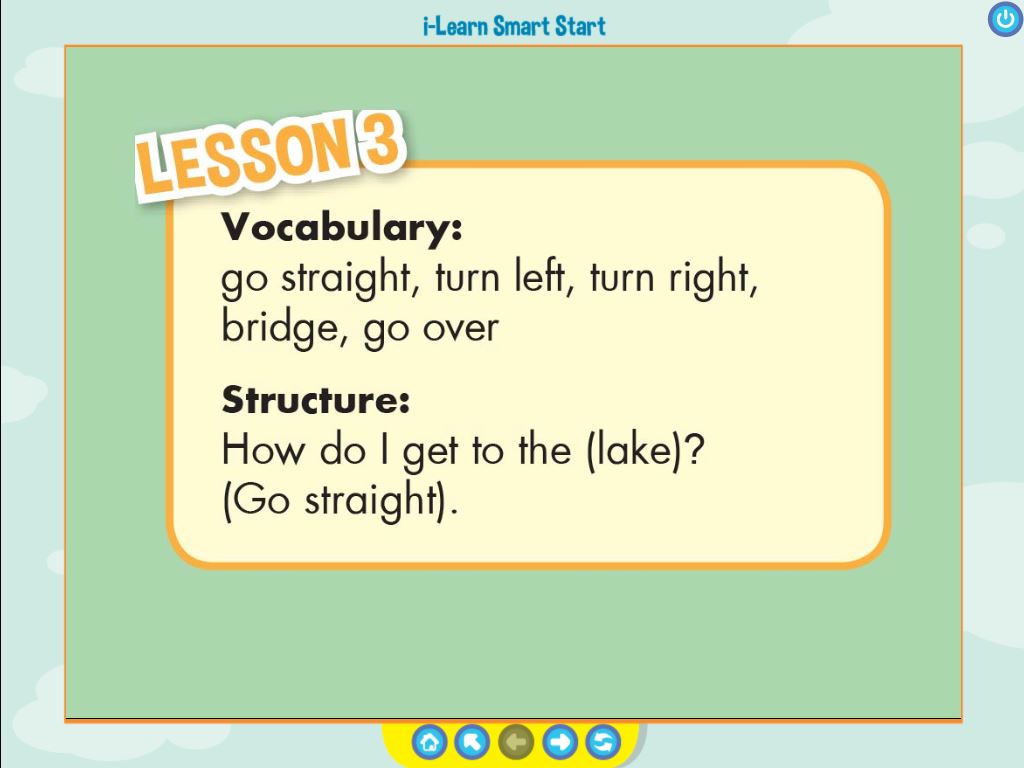 i-Learn Smart Start
LESSON 3
Vocabulary:
go straight, turn left, turn right,
bridge, go over
Structure:
How do I get to the (lake)?
(Go straight).